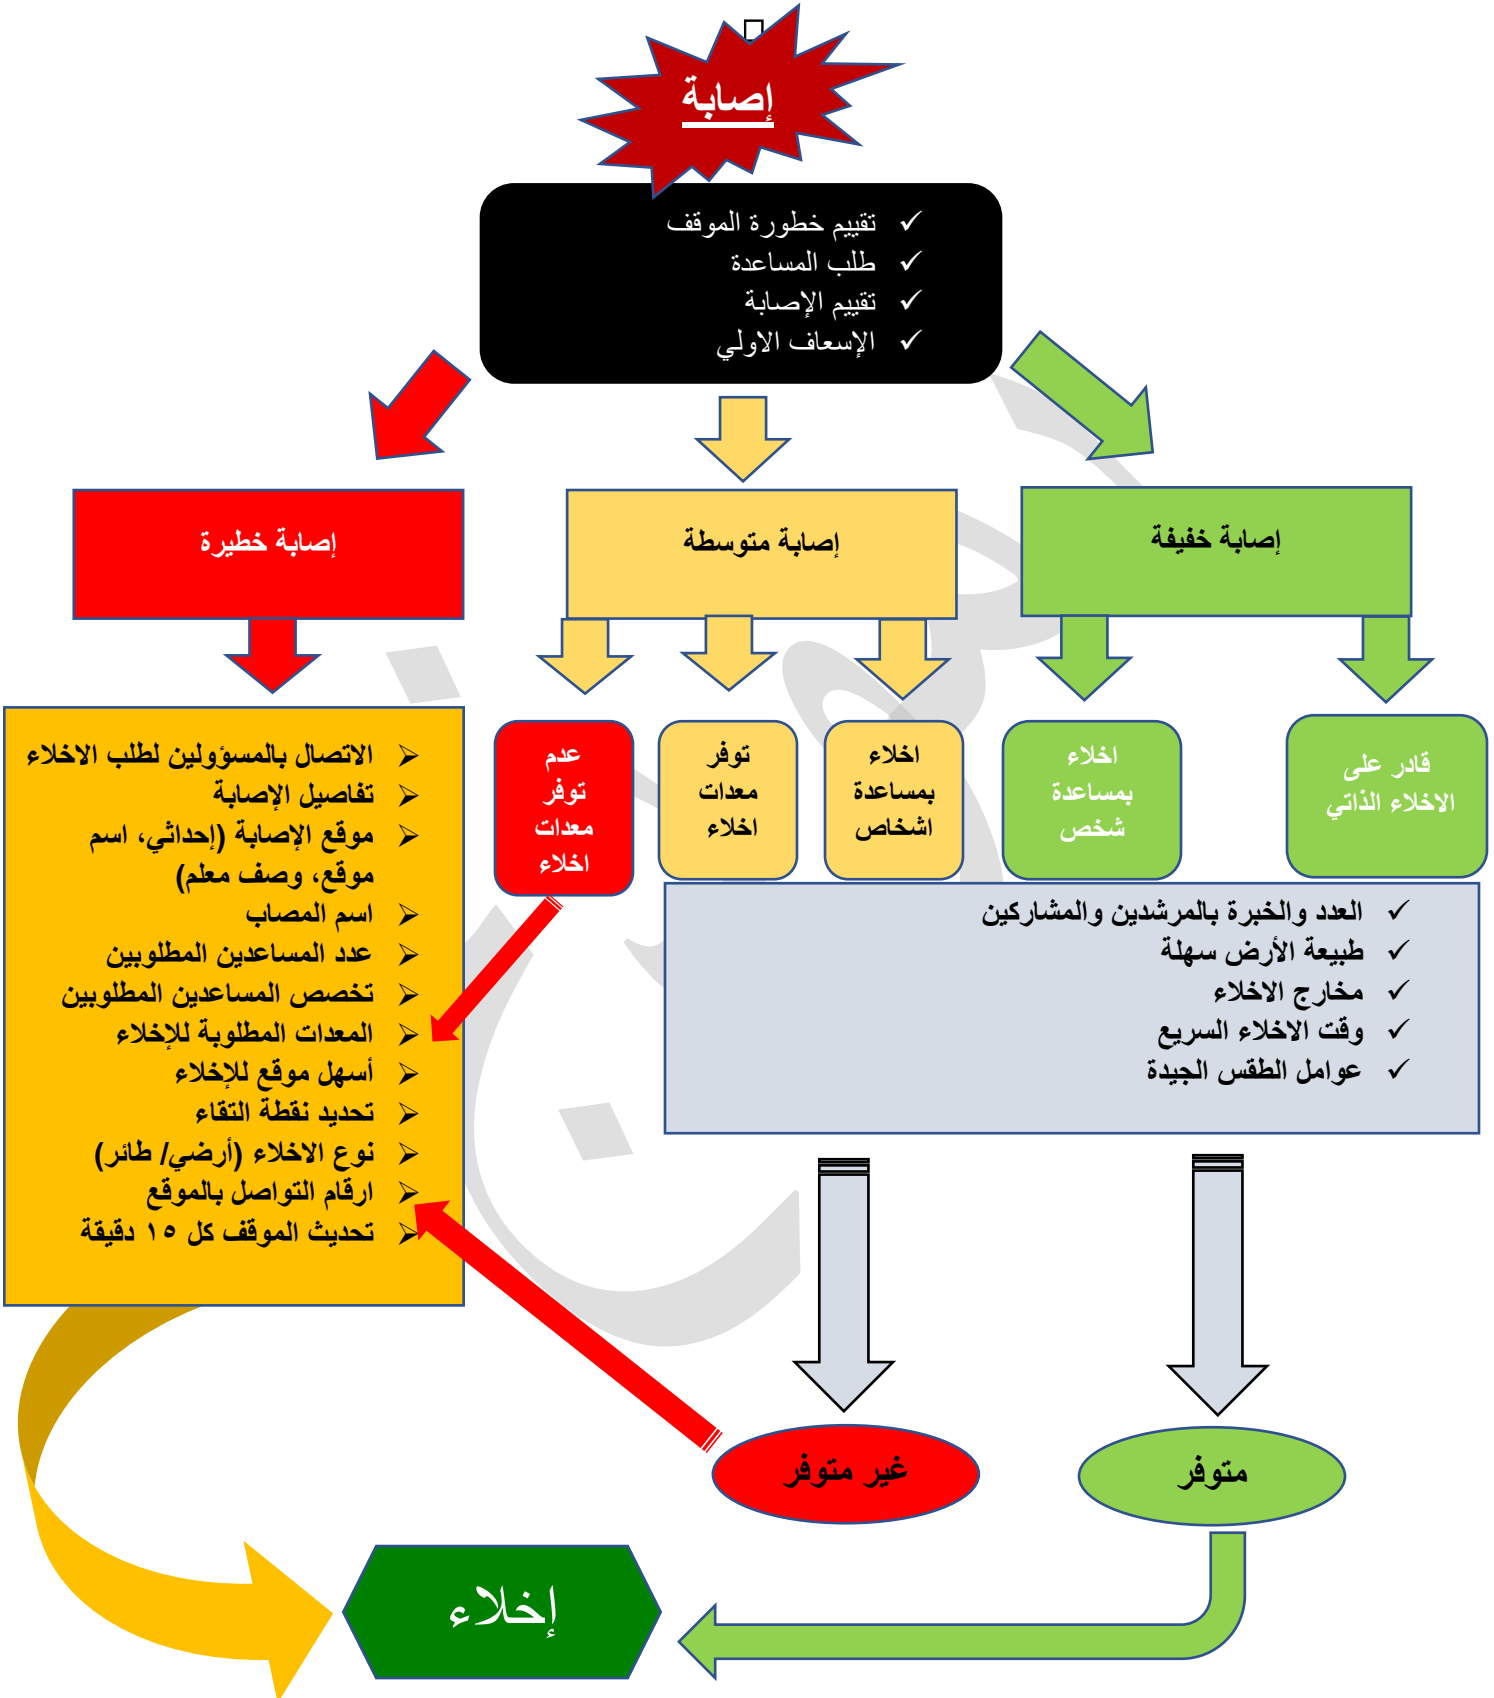 إصابة
تقييم خطورة الموقف
طلب المساعدة
تقييم الإصابة
الإسعاف الاولي
إصابة خفيفة
إصابة متوسطة
إصابة خطيرة
قادر على
الاخلاء الذاتي
اخلاء
بمساعدة
شخص
اخلاء
بمساعدة
اشخاص
توفر
معدات
اخلاء
عدم
توفر
معدات
اخلاء
الاتصال بالمسؤولين لطلب الاخلاء
تفاصيل الإصابة
موقع الإصابة (إحداثي، اسم
موقع، وصف معلم)
اسم المصاب
عدد المساعدين المطلوبين
تخصص المساعدين المطلوبين
المعدات المطلوبة للإخلاء
أسهل موقع للإخلاء
تحديد نقطة التقاء
نوع الاخلاء (أرضي/ طائر)
ارقام التواصل بالموقع
تحديث الموقف كل ١٥ دقيقة
العدد والخبرة بالمرشدين والمشاركين
طبيعة الأرض سهلة
مخارج الاخلاء
وقت الاخلاء السريع
عوامل الطقس الجيدة
متوفر
غير متوفر
إخلاء